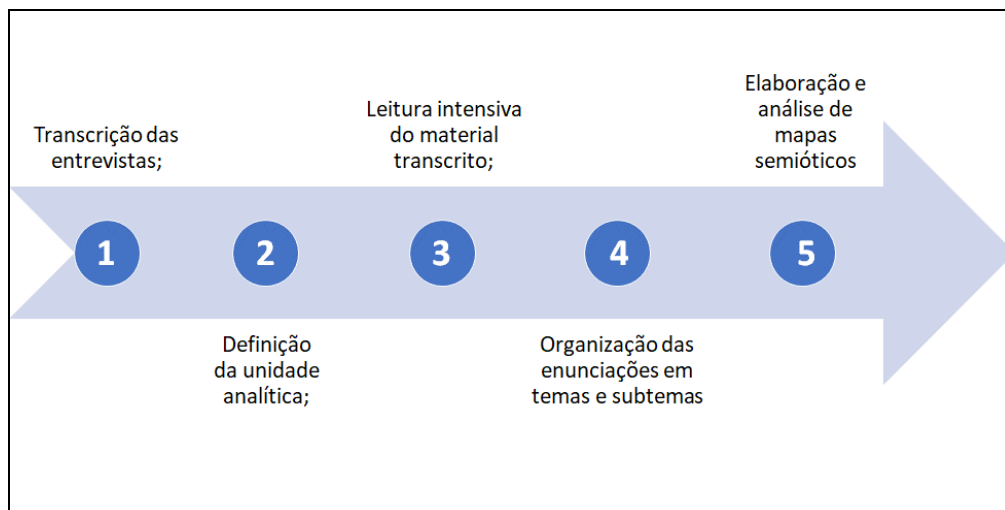 Transcrição das
entrevistas;
Leitura intensiva
do material
transcrito;
Elaboração e
análise de
mapas
semióticos
1
2
3
4
5
Definição
da unidade
analítica;
Organização das
enunciações em
temas e subtemas